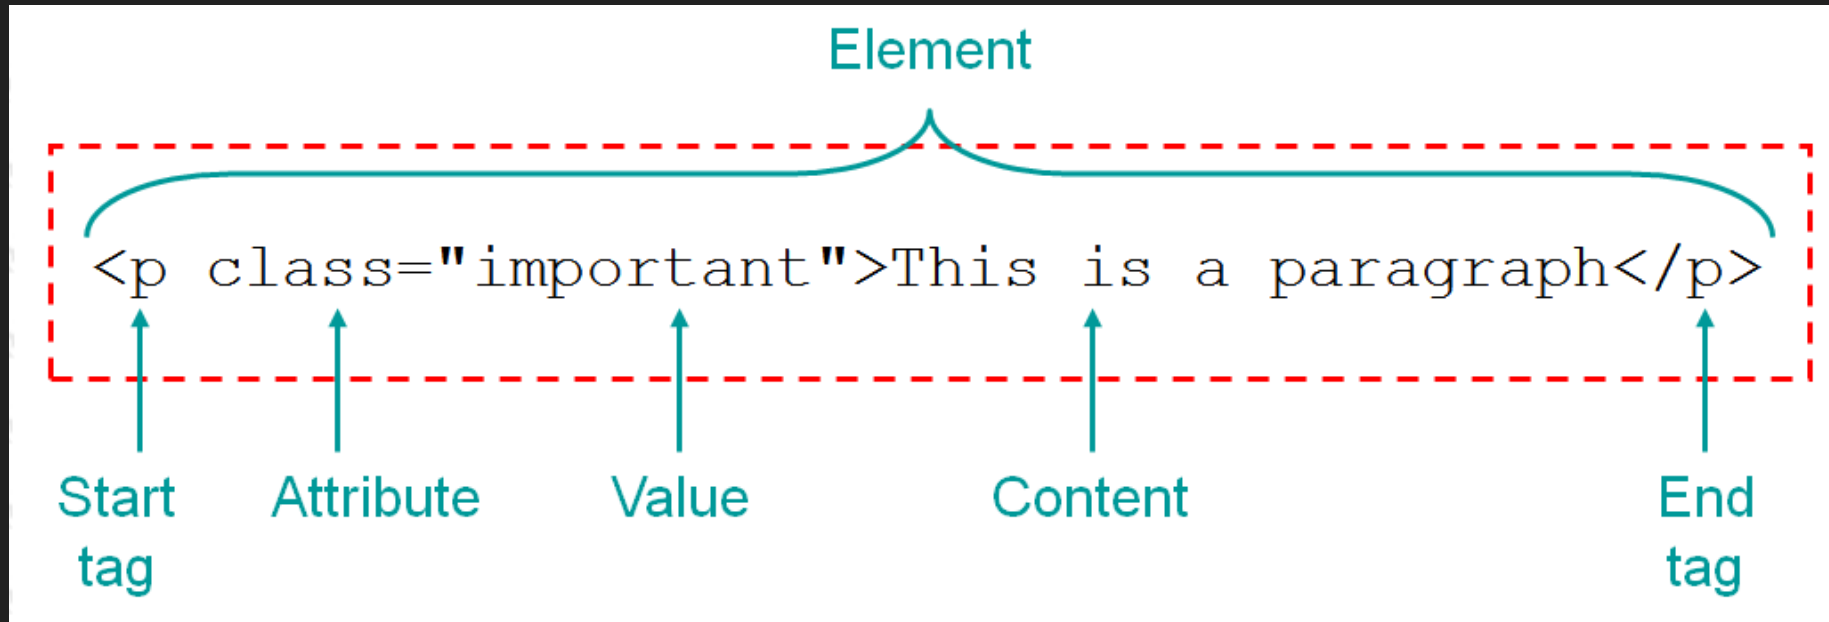 Element
<p class="important">This is a paragraph</p>
Start Attribute Value Content End
tag tag